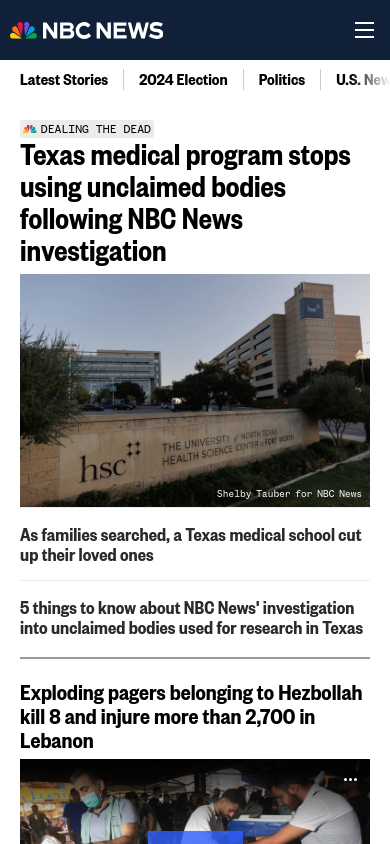 NBC NEWS
Latest Stories
2024 Election
Politics
U.S. New
DEALING THE DEAD
Texas medical program stops
using unclaimed bodies
following NBC News
investigation
hsc
hsc
THE UNIVERSITY of NORTH TEXAS
HEALTH SCIENCE CENTER at FORT WORTH
Shelby Tauber for NBC News
As families searched, a Texas medical school cut
up their loved ones
5 things to know about NBC News' investigation
into unclaimed bodies used for research in Texas
Exploding pagers belonging to Hezbollah
kill 8 and injure more than 2,700 in
Lebanon